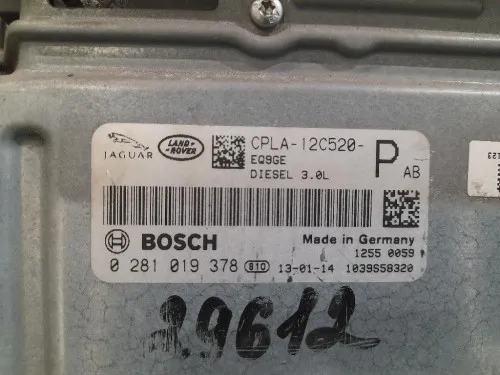 JAGUAR
LAND-
ROVER
CPLA-12C520-
P AB
EQ9GE
DIESEL 3.0L
BOSCH
Made in Germany
1255 0059
0 281 019 378 810 13-01-14 1039S58320
29612
123